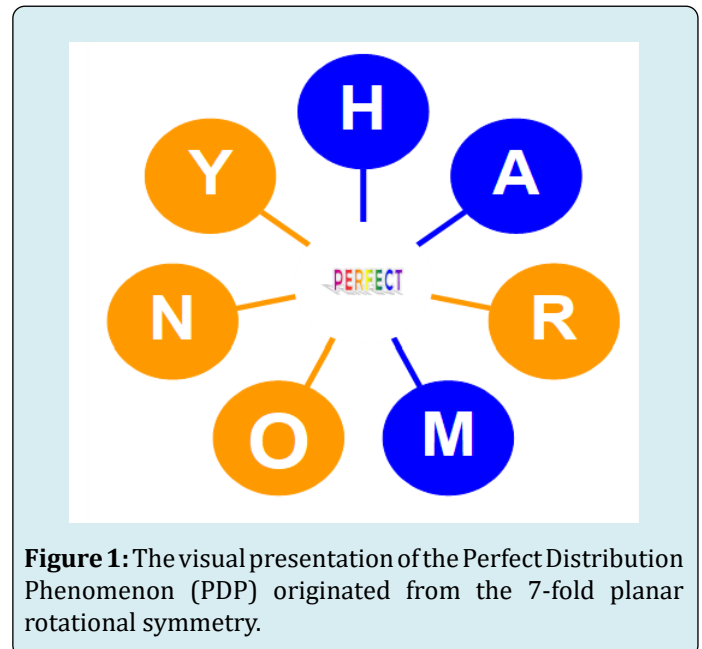 H
Y
A
PERFECT
N
R
O
M
Figure 1: The visual presentation of the Perfect Distribution
Phenomenon (PDP) originated from the 7-fold planar
rotational symmetry.